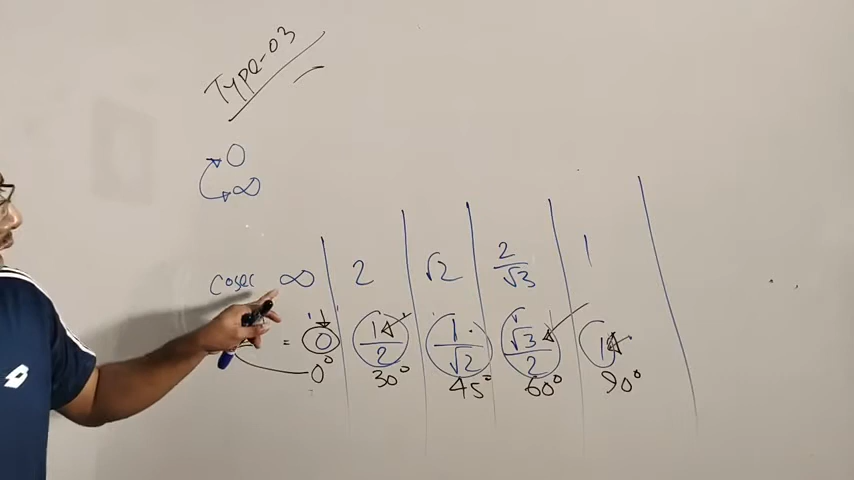 Type-03
0
∞
cosec ∞ | 2 | √2 | 2/√3 | 1
= 0 | 1/2 | 1/√2 | √3/2 | 1
0° 30° 45° 60° 90°